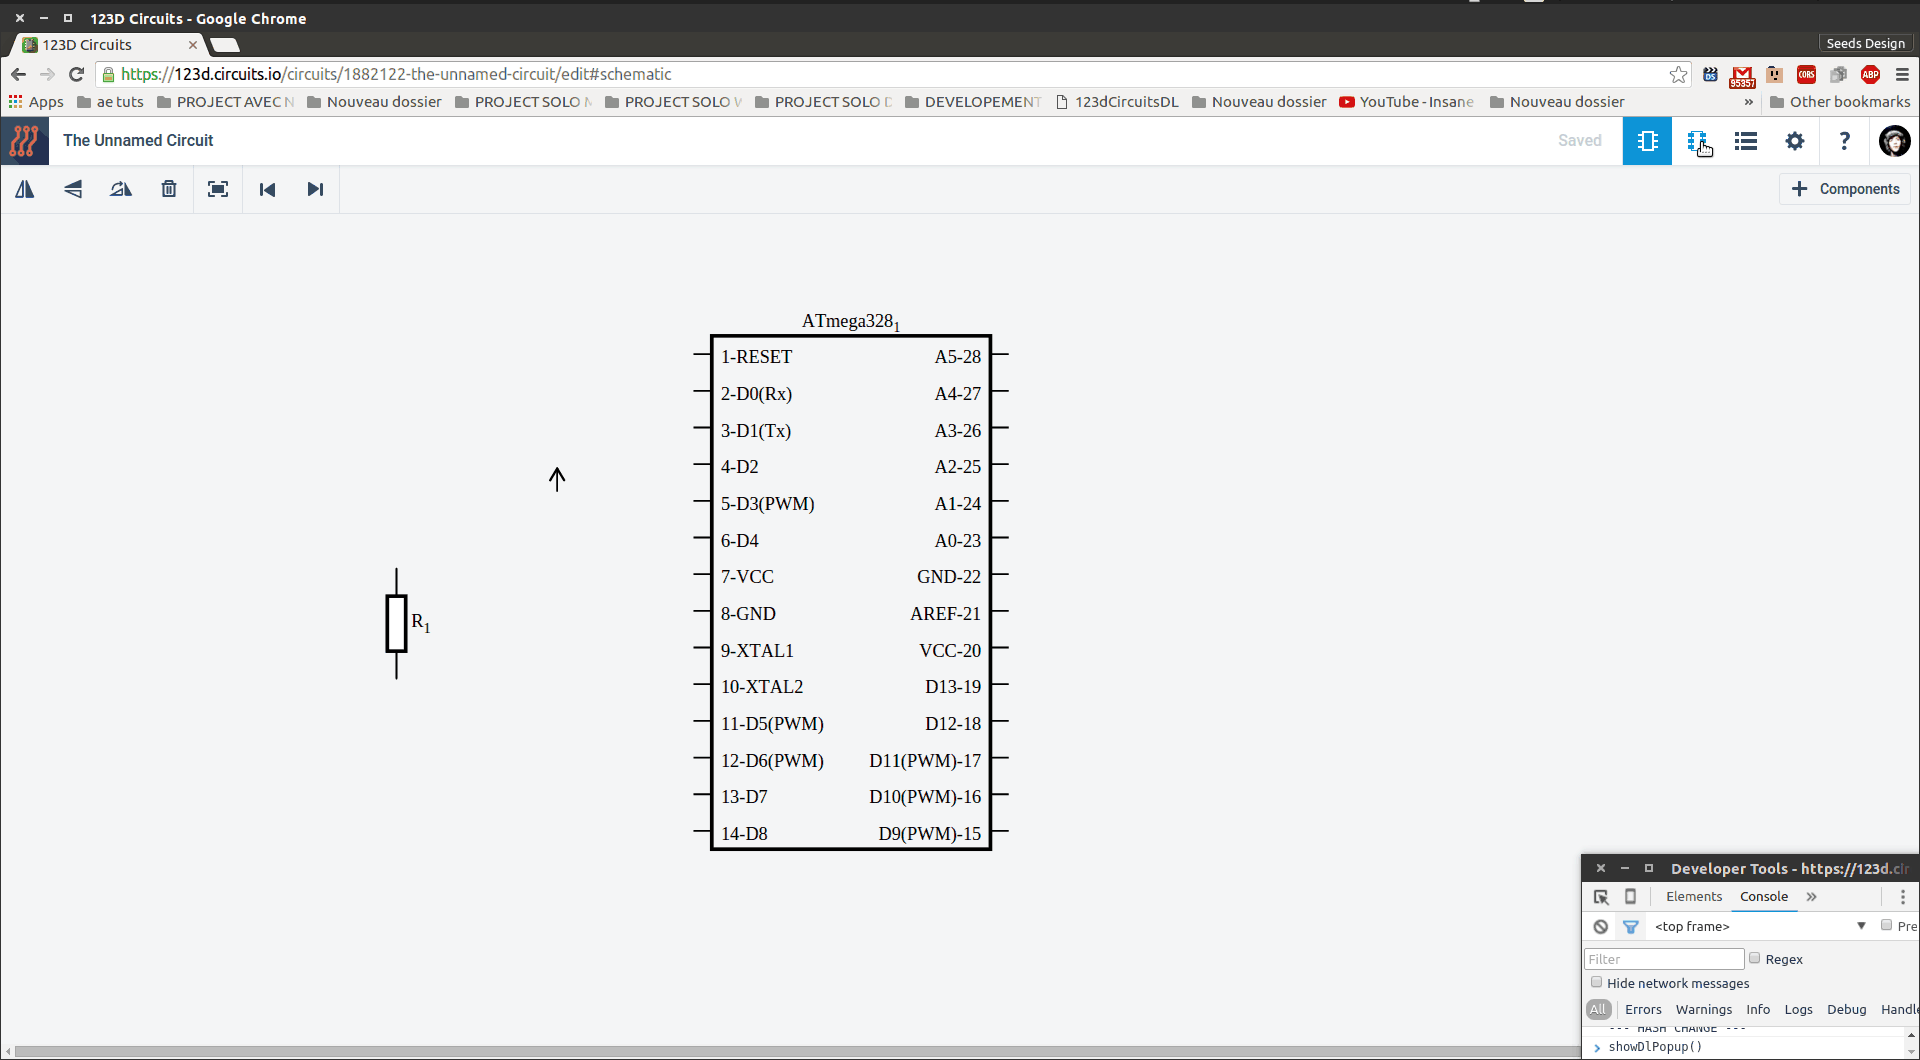 123D Circuits - Google Chrome
123D Circuits
Seeds Design
https://123d.circuits.io/circuits/1882122-the-unnamed-circuit/edit#schematic
DS
95357
CORS
ABP
Apps
ae tuts
PROJECT AVEC N
Nouveau dossier
PROJECT SOLO
PROJECT SOLO
PROJECT SOLO
DEVELOPEMENT
123dCircuitsDL
Nouveau dossier
YouTube - Insane
Nouveau dossier
»
Other bookmarks
The Unnamed Circuit
Saved
?
+ Components
ATmega3281
1-RESET A5-28
2-D0(Rx) A4-27
3-D1(Tx) A3-26
4-D2 A2-25
5-D3(PWM) A1-24
6-D4 A0-23
7-VCC GND-22
8-GND AREF-21
9-XTAL1 VCC-20
10-XTAL2 D13-19
11-D5(PWM) D12-18
12-D6(PWM) D11(PWM)-17
13-D7 D10(PWM)-16
14-D8 D9(PWM)-15
R1
Developer Tools - https://123d.cir
Elements Console »
<top frame> Pre
Filter Regex
Hide network messages
All Errors Warnings Info Logs Debug Handle
--- HASH CHANGE ---
> showDlPopup()